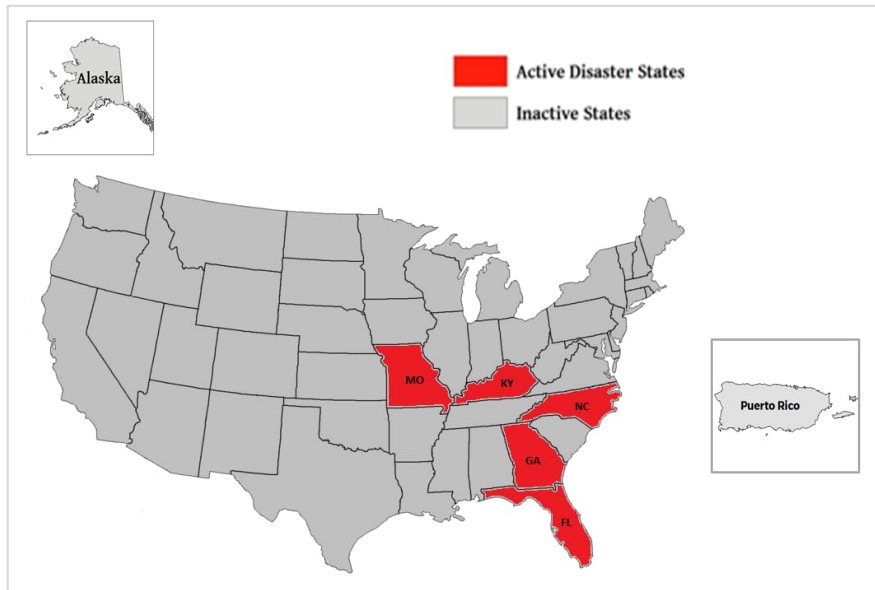 Alaska
Active Disaster States
Inactive States
MO
KY
NC
Puerto Rico
GA
FL